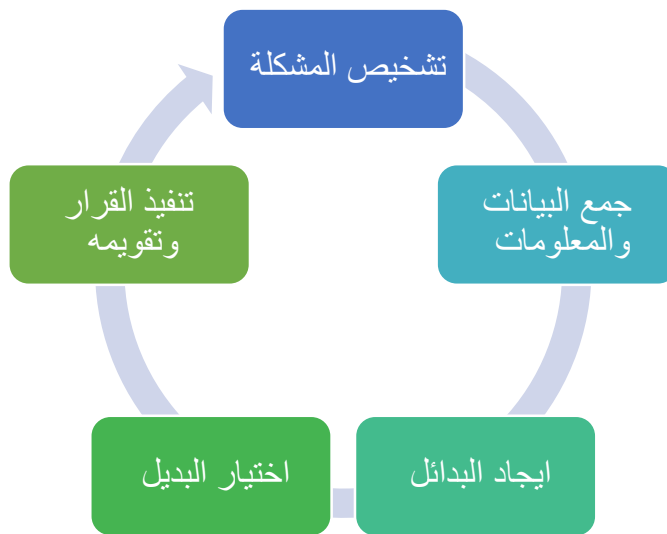 تشخيص المشكلة
جمع البيانات
والمعلومات
ايجاد البدائل
اختيار البديل
تنفيذ القرار
وتقويمه